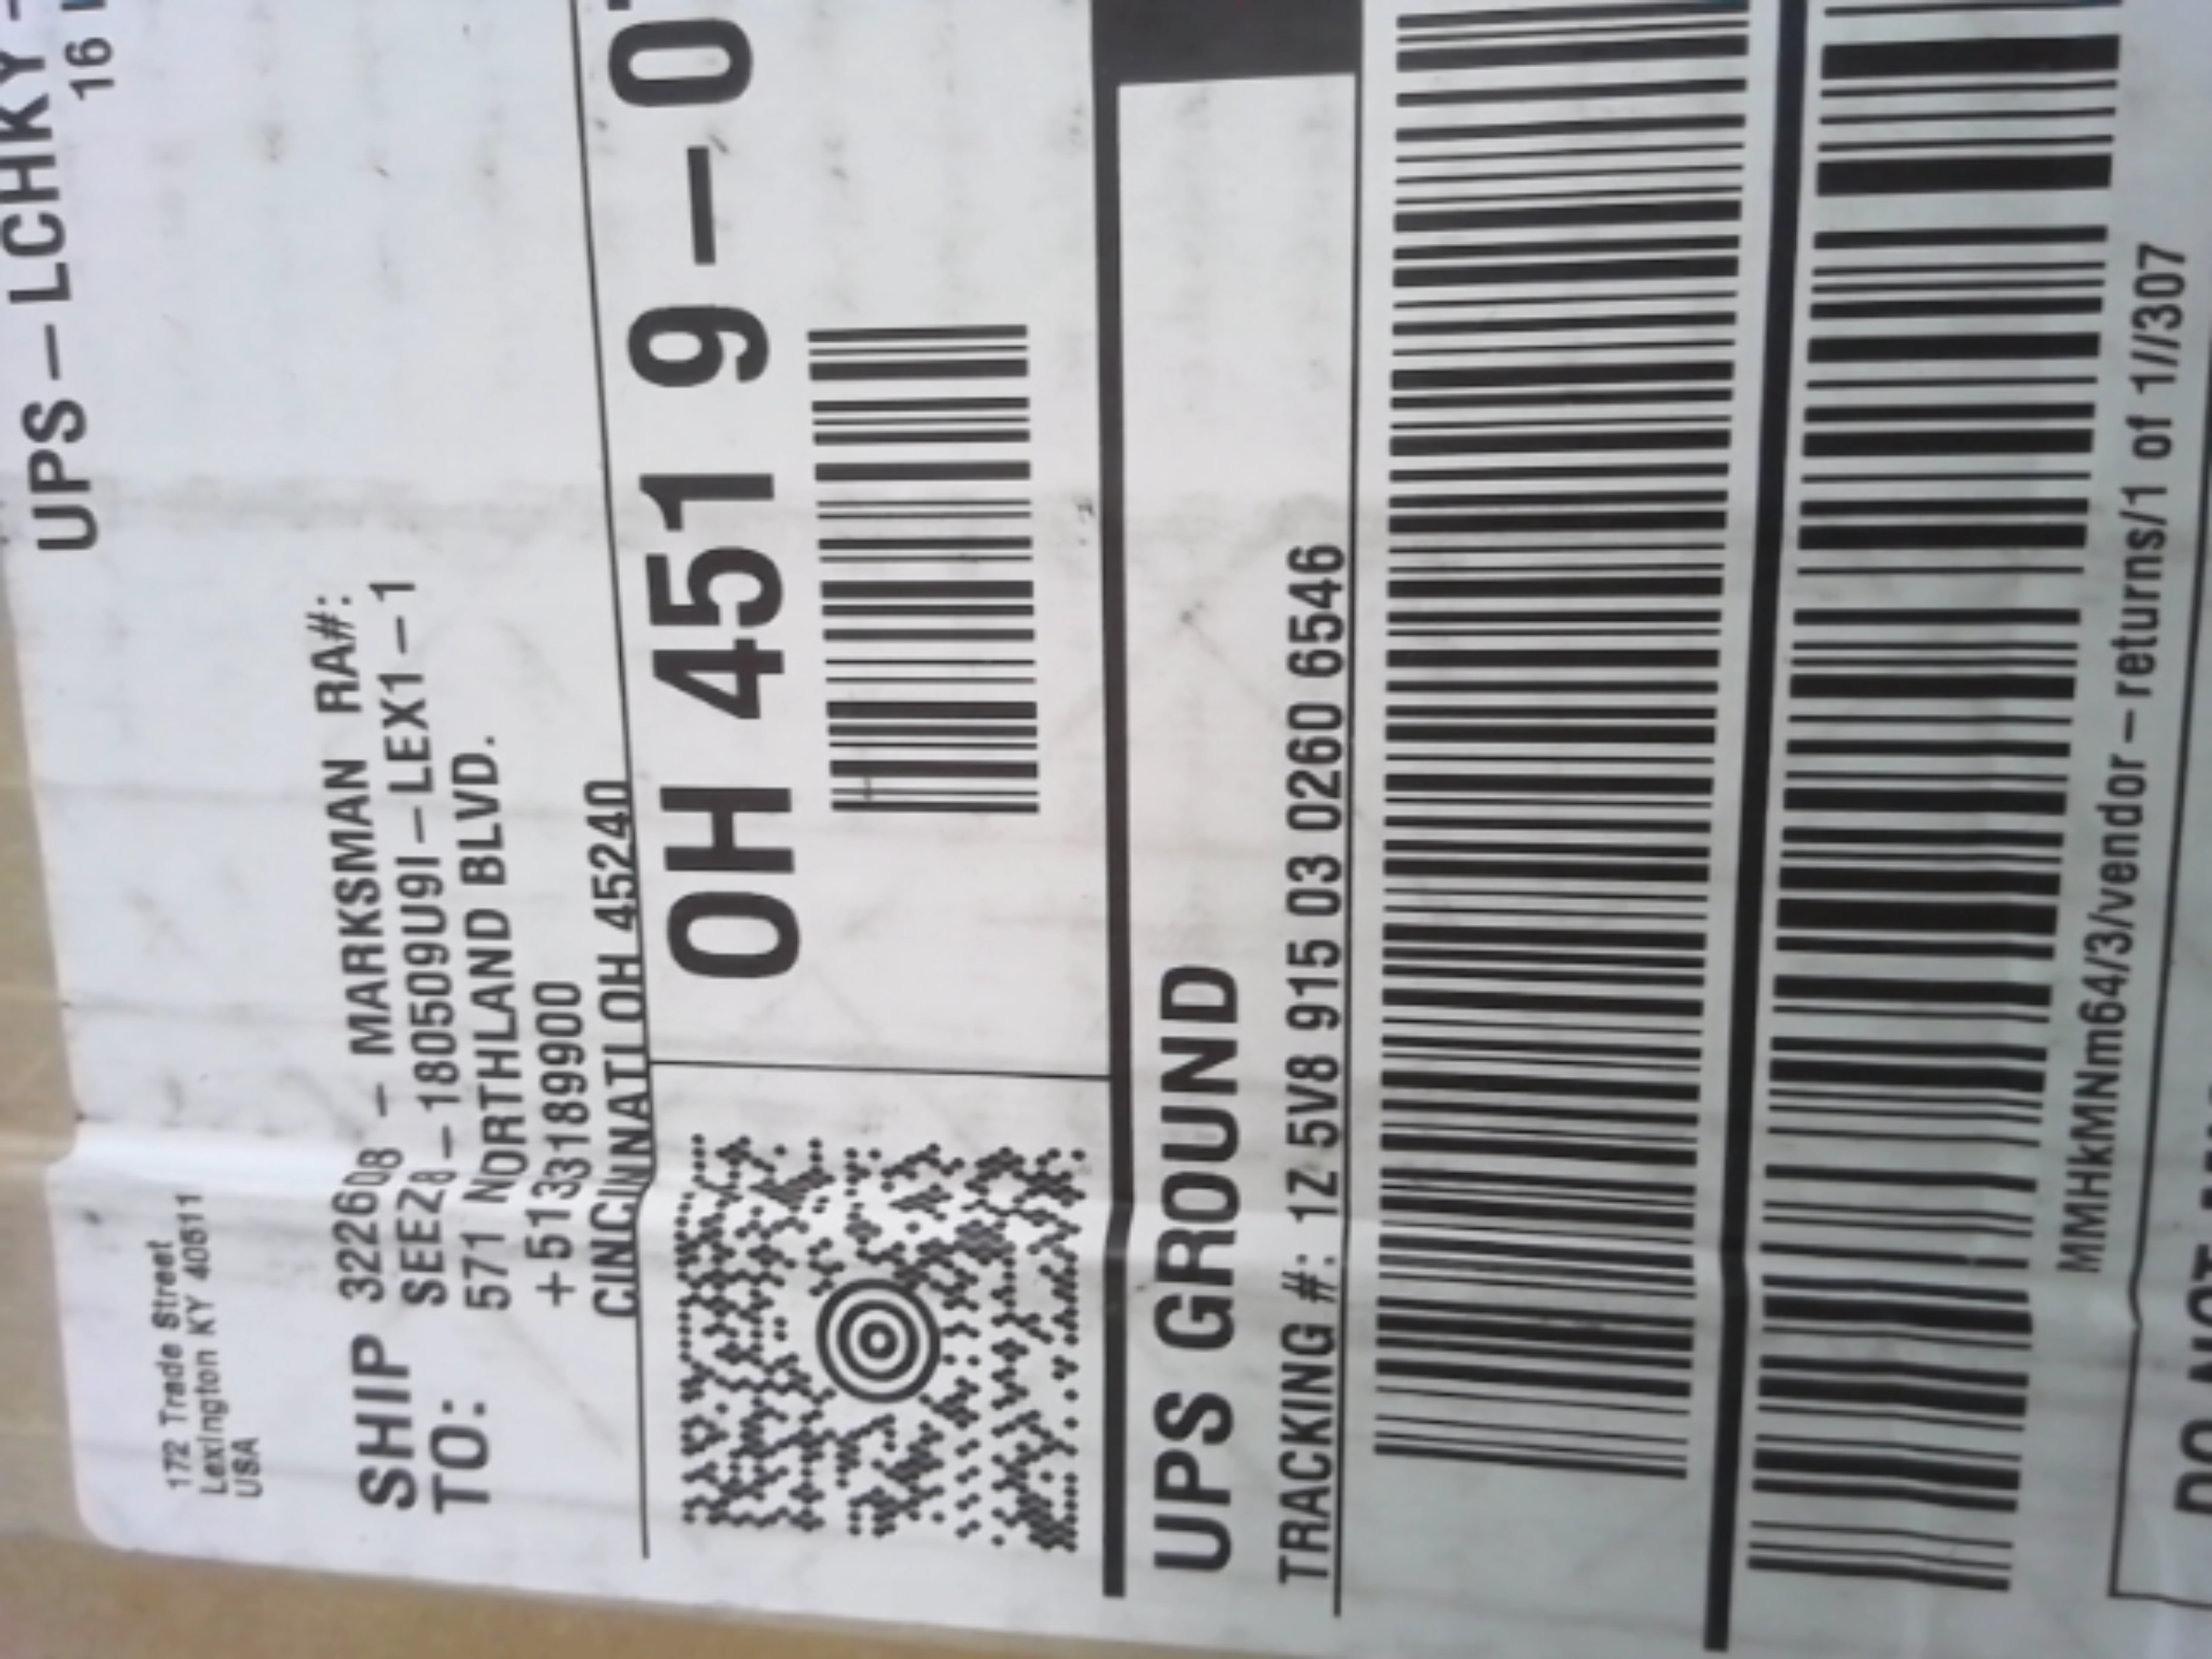 UPS – LCHKY –
16
172 Trade Street
Lexington KY 40511
USA
SHIP TO:
322608 – MARKSMAN RA#:
SEEZ8 – 180509U9I – LEX1 – 1
571 NORTHLAND BLVD.
+5133189900
CINCINNATI OH 45240
OH 451 9 – 0
UPS GROUND
TRACKING #: 1Z 5V8 915 03 0260 6546
MMHkMNm64/3/vendor – returns/1 of 1//307
DO NOT